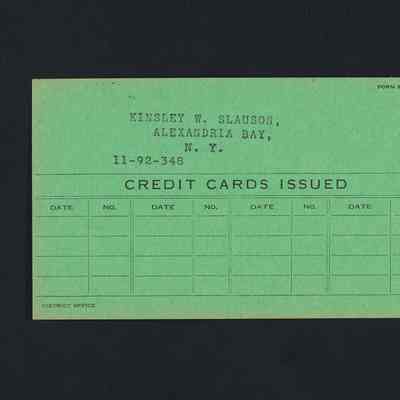 FORM
KINSLEY W. SLAUSON,
ALEXANDRIA BAY,
N. Y.
11-92-348
CREDIT CARDS ISSUED
DATE NO. DATE NO. DATE NO. DATE
DISTRICT OFFICE